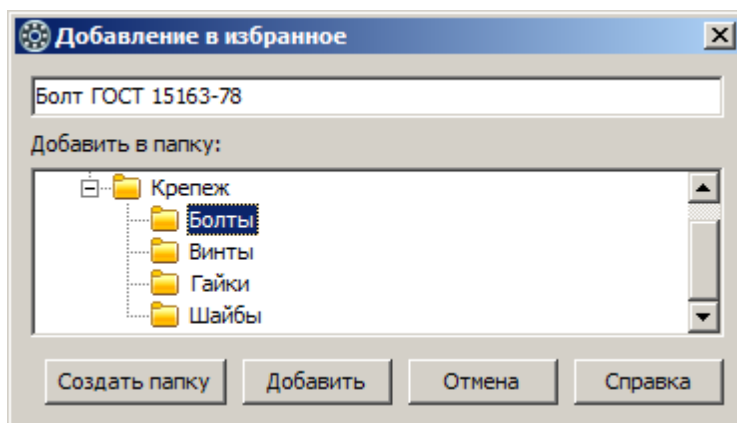 Добавление в избранное
Болт ГОСТ 15163-78
Добавить в папку:
Крепеж
Болты
Винты
Гайки
Шайбы
Создать папку Добавить Отмена Справка